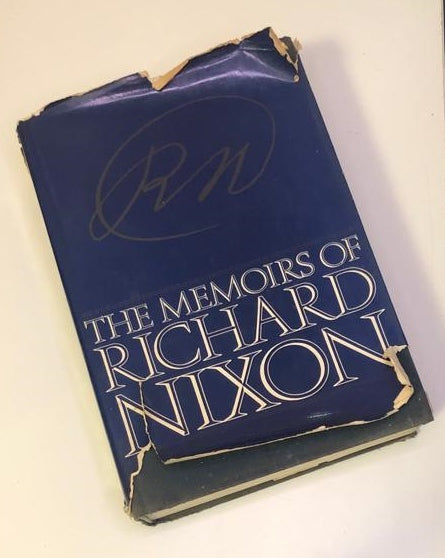 RN
THE MEMOIRS OF
RICHARD
NIXON